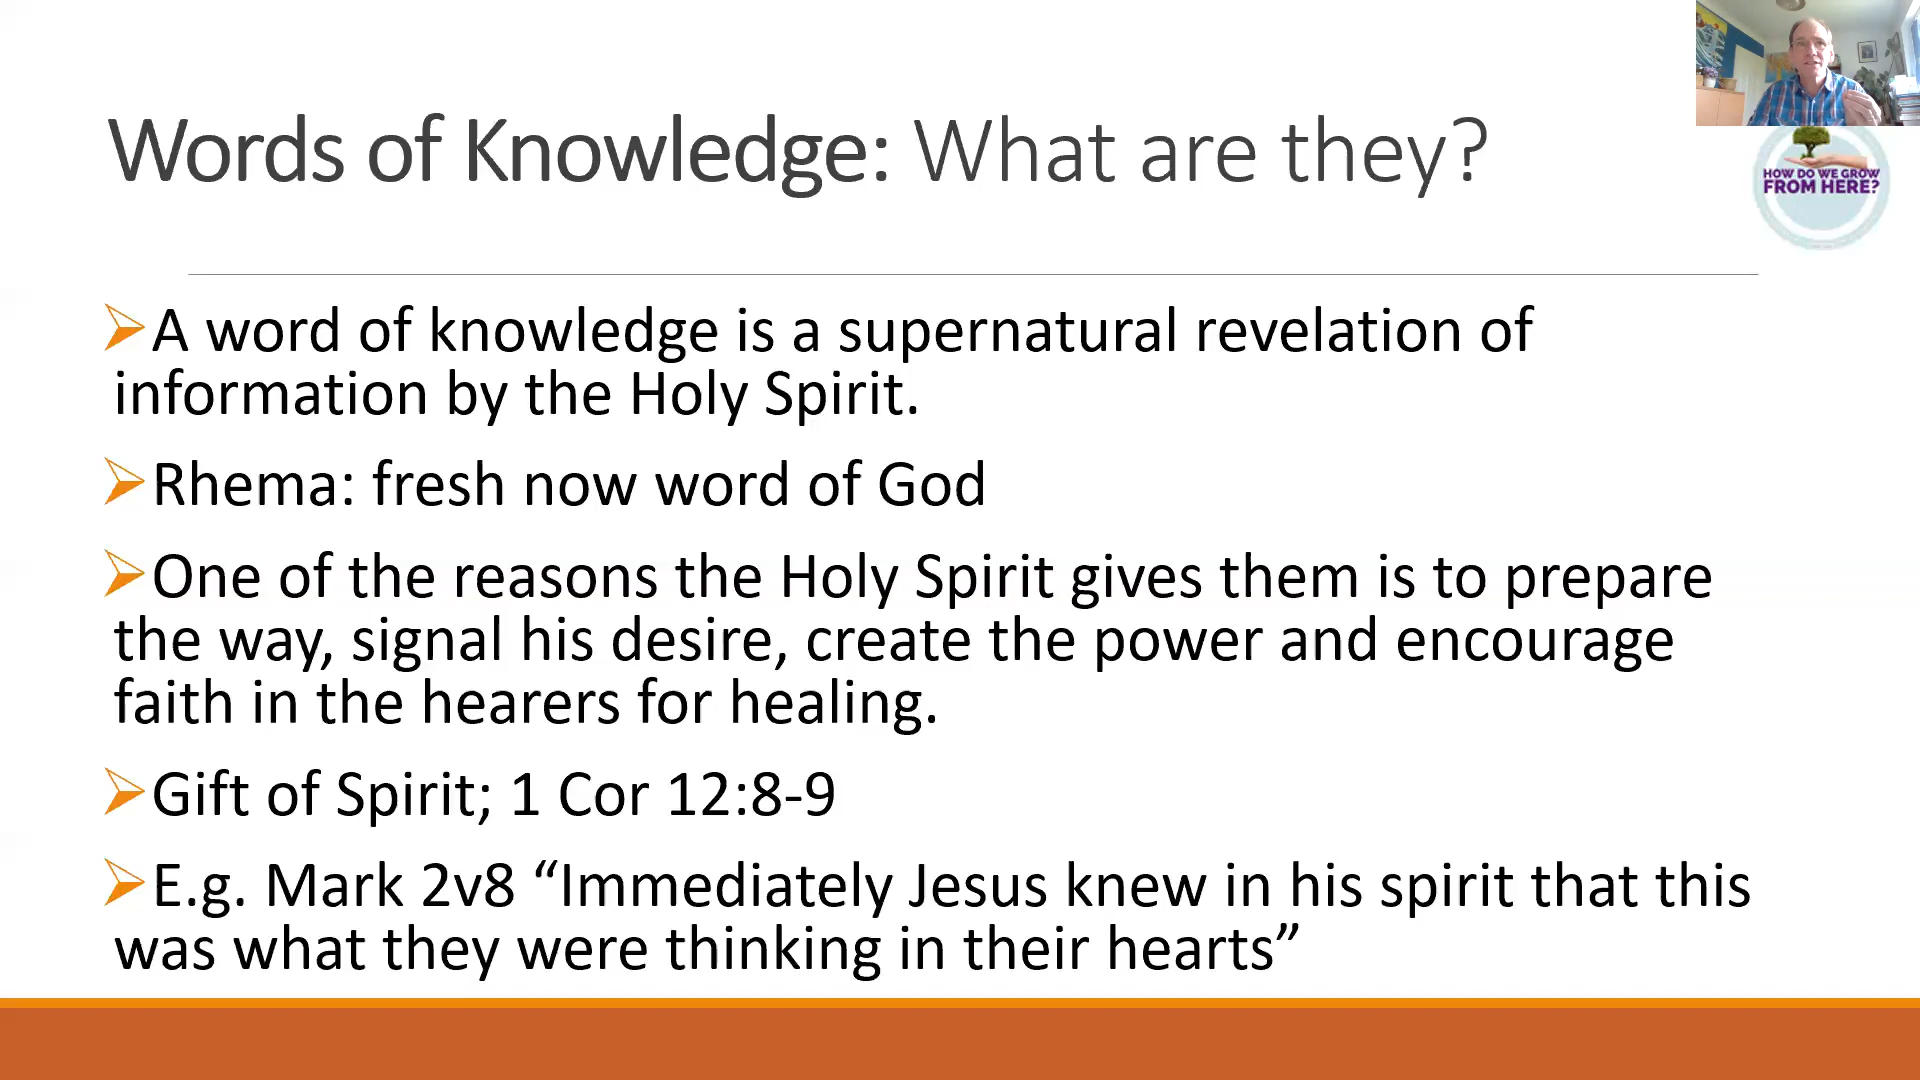 Words of Knowledge: What are they?
HOW DO WE GROW
FROM HERE?
A word of knowledge is a supernatural revelation of
information by the Holy Spirit.
Rhema: fresh now word of God
One of the reasons the Holy Spirit gives them is to prepare
the way, signal his desire, create the power and encourage
faith in the hearers for healing.
Gift of Spirit; 1 Cor 12:8-9
E.g. Mark 2v8 “Immediately Jesus knew in his spirit that this
was what they were thinking in their hearts”